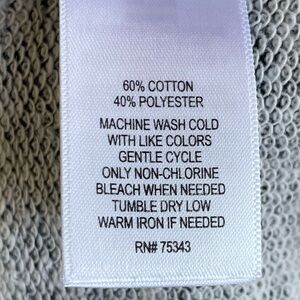 60% COTTON
40% POLYESTER
MACHINE WASH COLD
WITH LIKE COLORS
GENTLE CYCLE
ONLY NON-CHLORINE
BLEACH WHEN NEEDED
TUMBLE DRY LOW
WARM IRON IF NEEDED
RN# 75343